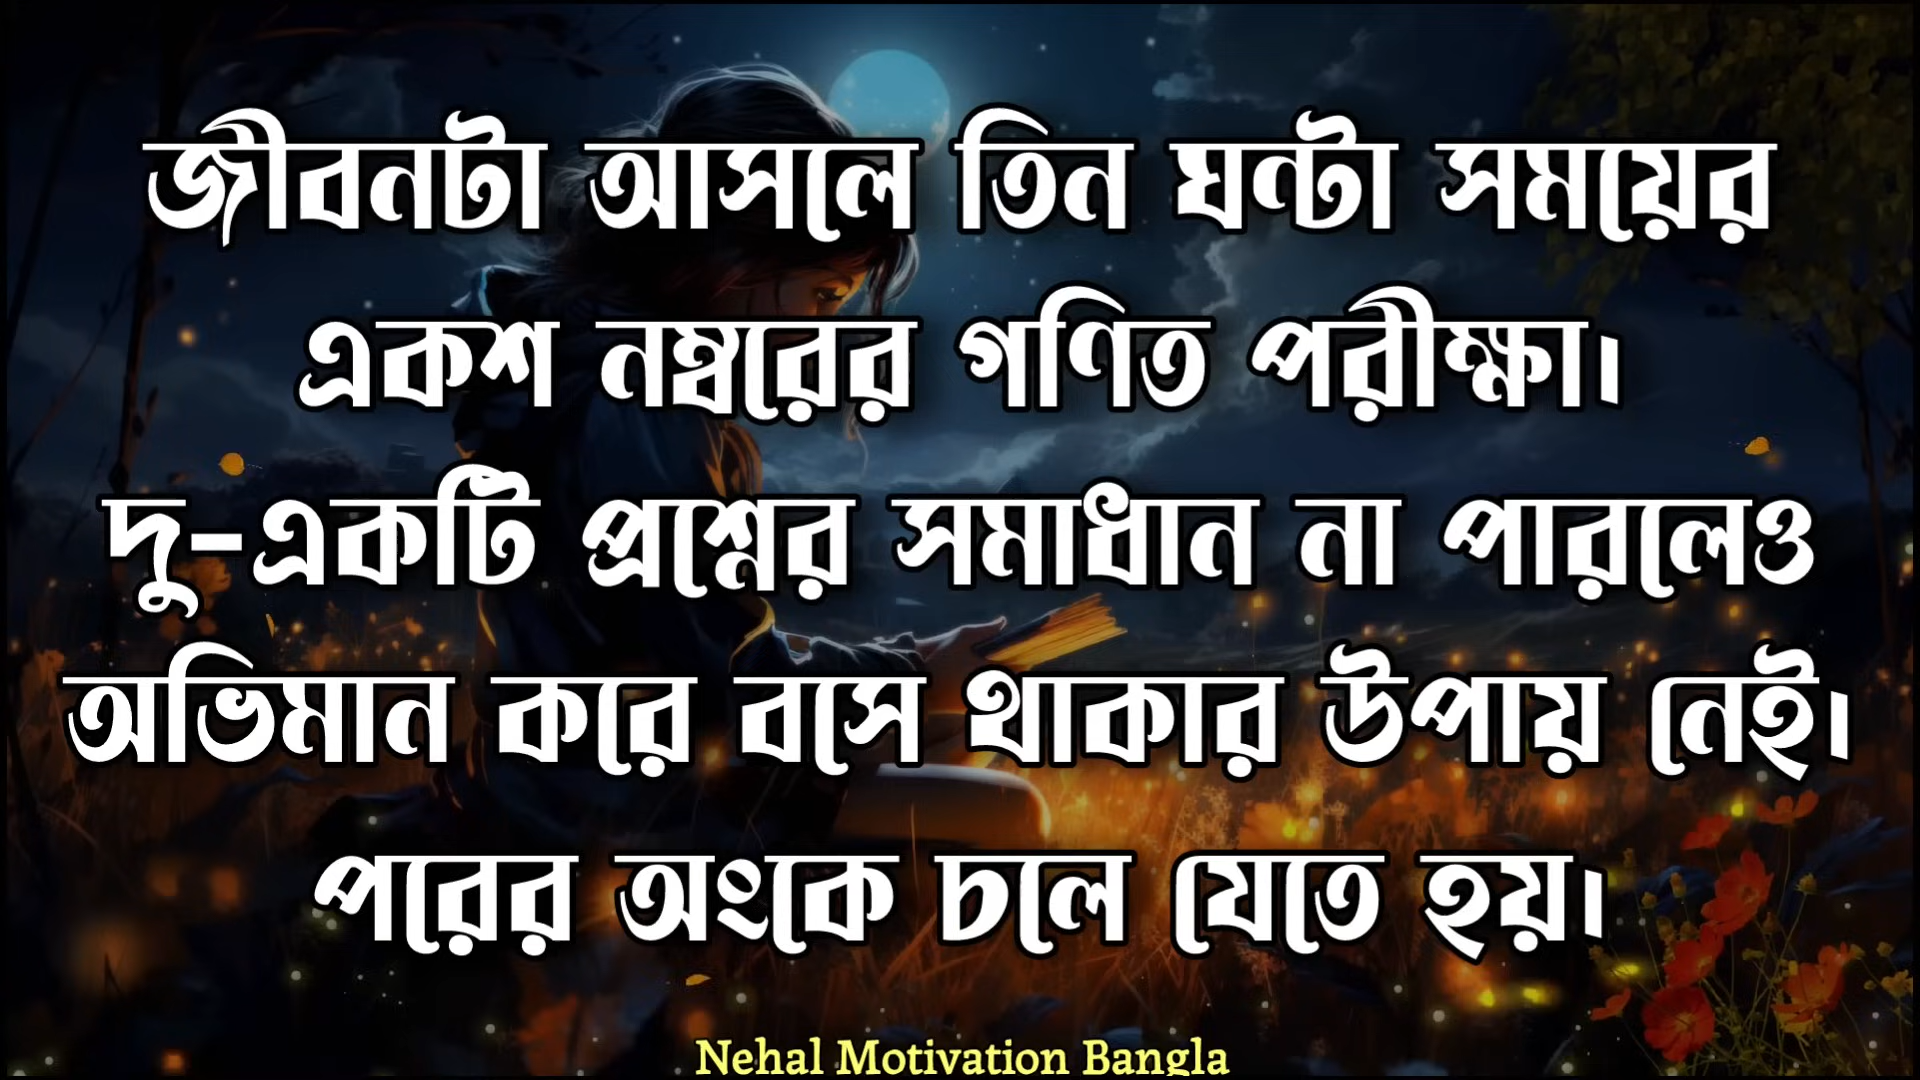 জীবনটা আসলে তিন ঘন্টা সময়ের
একশ নম্বরের গণিত পরীক্ষা।
দু-একটি প্রশ্নের সমাধান না পারলেও
অভিমান করে বসে থাকার উপায় নেই।
পরের অংকে চলে যেতে হয়।
Nehal Motivation Bangla